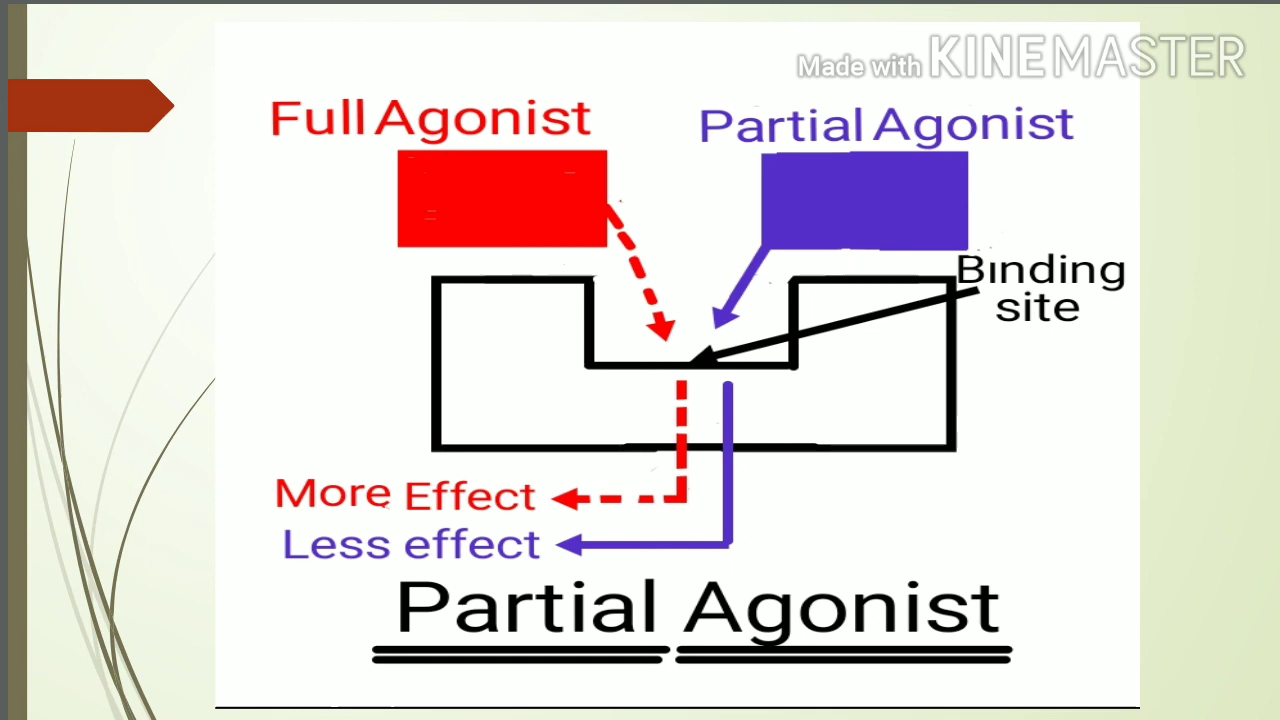 Made with KINEMASTER
Full Agonist
Partial Agonist
Binding
site
More Effect
Less effect
Partial Agonist